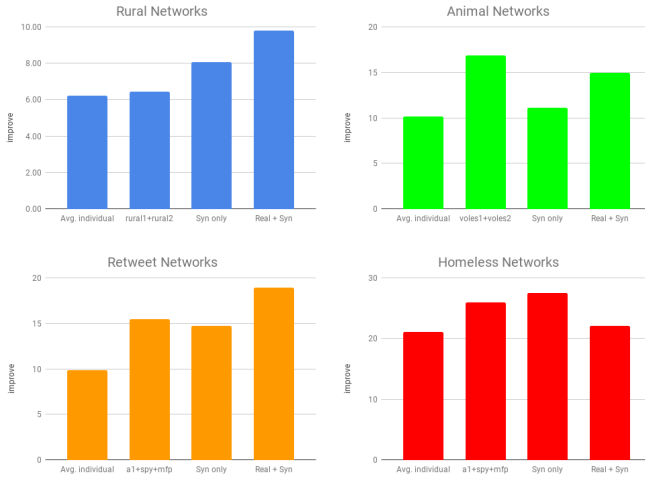 Rural Networks
10.00
8.00
6.00
4.00
2.00
0.00
improve
Avg. individual rural1+rural2 Syn only Real + Syn
Animal Networks
20
15
10
5
0
improve
Avg. individual voles1+voles2 Syn only Real + Syn
Retweet Networks
20
15
10
5
0
improve
Avg. individual a1+spy+mfp Syn only Real + Syn
Homeless Networks
30
20
10
0
improve
Avg. individual a1+spy+mfp Syn only Real + Syn